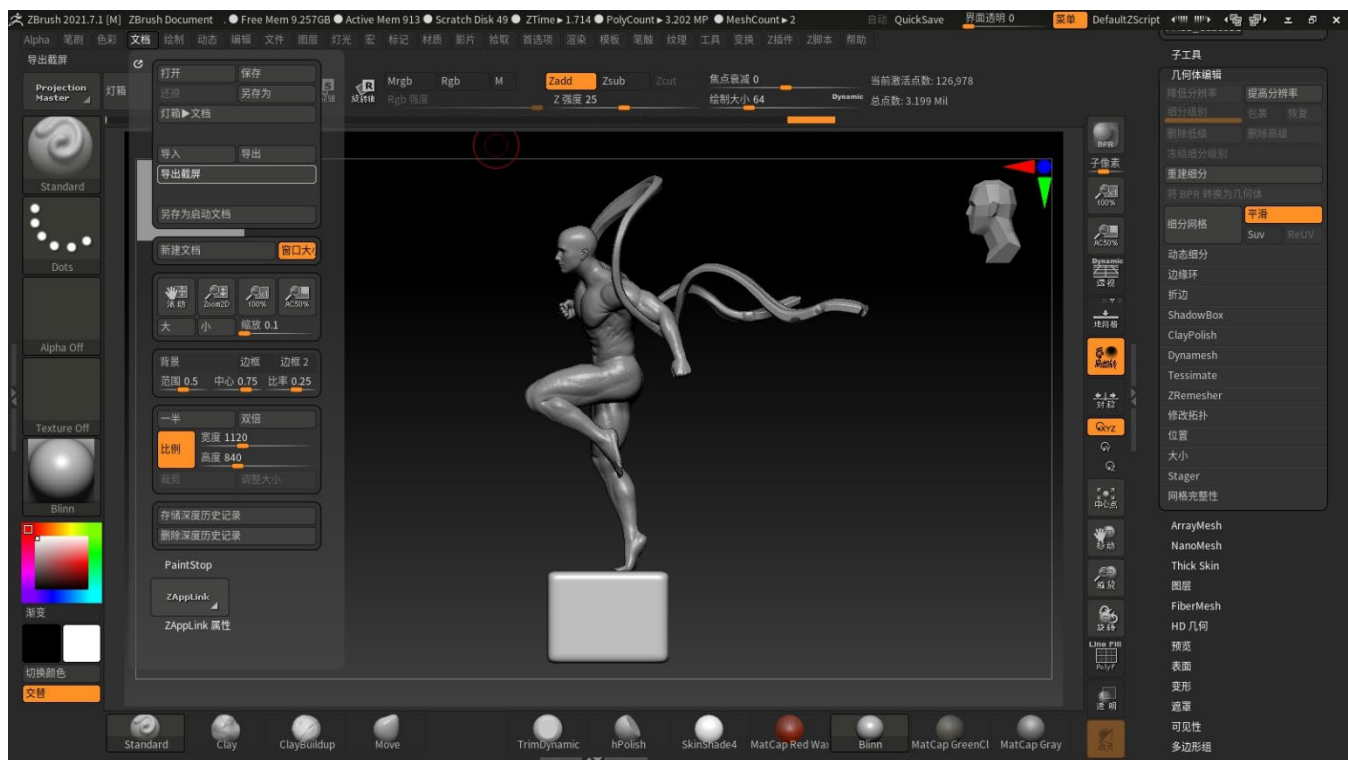 ZBrush 2021.7.1 [M] ZBrush Document . ● Free Mem 9.257GB ● Active Mem 913 ● Scratch Disk 49 ● ZTime ▸ 1.714 ● PolyCount ▸ 3.202 MP ● MeshCount ▸ 2 自动 QuickSave 界面透明 0 菜单 DefaultZScript
Alpha 笔刷 色彩 文档 绘制 动态 编辑 文件 图层 灯光 宏 标记 材质 影片 拾取 首选项 渲染 模板 笔触 纹理 工具 变换 Z插件 Z脚本 帮助
导出截屏
Projection Master
灯箱
打开 保存
还原 另存为
灯箱▶文档
导入 导出
导出截屏
另存为启动文档
新建文档 窗口大
滚动 Zoom2D 100% AC50%
大 小 缩放 0.1
背景 边框 边框 2
范围 0.5 中心 0.75 比率 0.25
一半 双倍
比例 宽度 1120
高度 840
裁剪 调整大小
存储深度历史记录
删除深度历史记录
PaintStop
ZAppLink
ZAppLink 属性
S
R
Mrgb Rgb M
Rgb 强度
Zadd Zsub Zcut
Z 强度 25
焦点衰减 0
绘制大小 64 Dynamic
当前激活点数: 126,978
总点数: 3.199 Mil
Standard
Dots
Alpha Off
Texture Off
Blinn
渐变
切换颜色
交替
BPR
子像素
100%
AC50%
Dynamic
透视
地网格
对称
XYZ
中心点
移动
缩放
旋转
Line Fill
PolyF
透明
子工具
几何体编辑
降低分辨率 提高分辨率
细分级别 包裹 恢复
删除低级 删除高级
冻结细分级别
重建细分
将 BPR 转换为几何体
细分网格 平滑
Suv ReUV
动态细分
边缘环
折边
ShadowBox
ClayPolish
Dynamesh
Tessimate
ZRemesher
修改拓扑
位置
大小
Stager
网格完整性
ArrayMesh
NanoMesh
Thick Skin
图层
FiberMesh
HD 几何
预览
表面
变形
遮罩
可见性
多边形组
Standard Clay ClayBuildup Move TrimDynamic hPolish SkinShade4 MatCap Red Wax Blinn MatCap GreenCl MatCap Gray